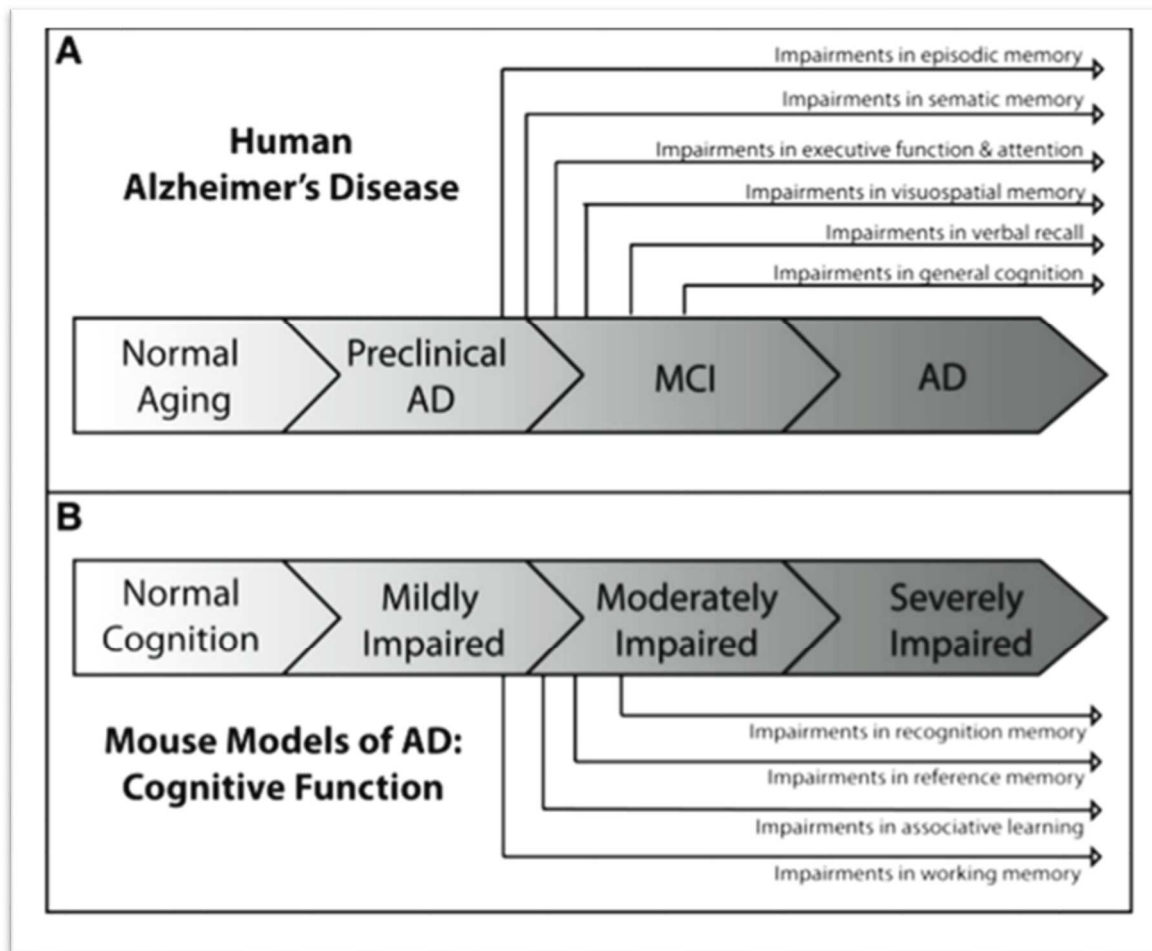 A
Impairments in episodic memory
Impairments in sematic memory
Impairments in executive function & attention
Impairments in visuospatial memory
Impairments in verbal recall
Impairments in general cognition
Human
Alzheimer's Disease
Normal
Aging
Preclinical
AD
MCI
AD
B
Normal
Cognition
Mildly
Impaired
Moderately
Impaired
Severely
Impaired
Mouse Models of AD:
Cognitive Function
Impairments in recognition memory
Impairments in reference memory
Impairments in associative learning
Impairments in working memory